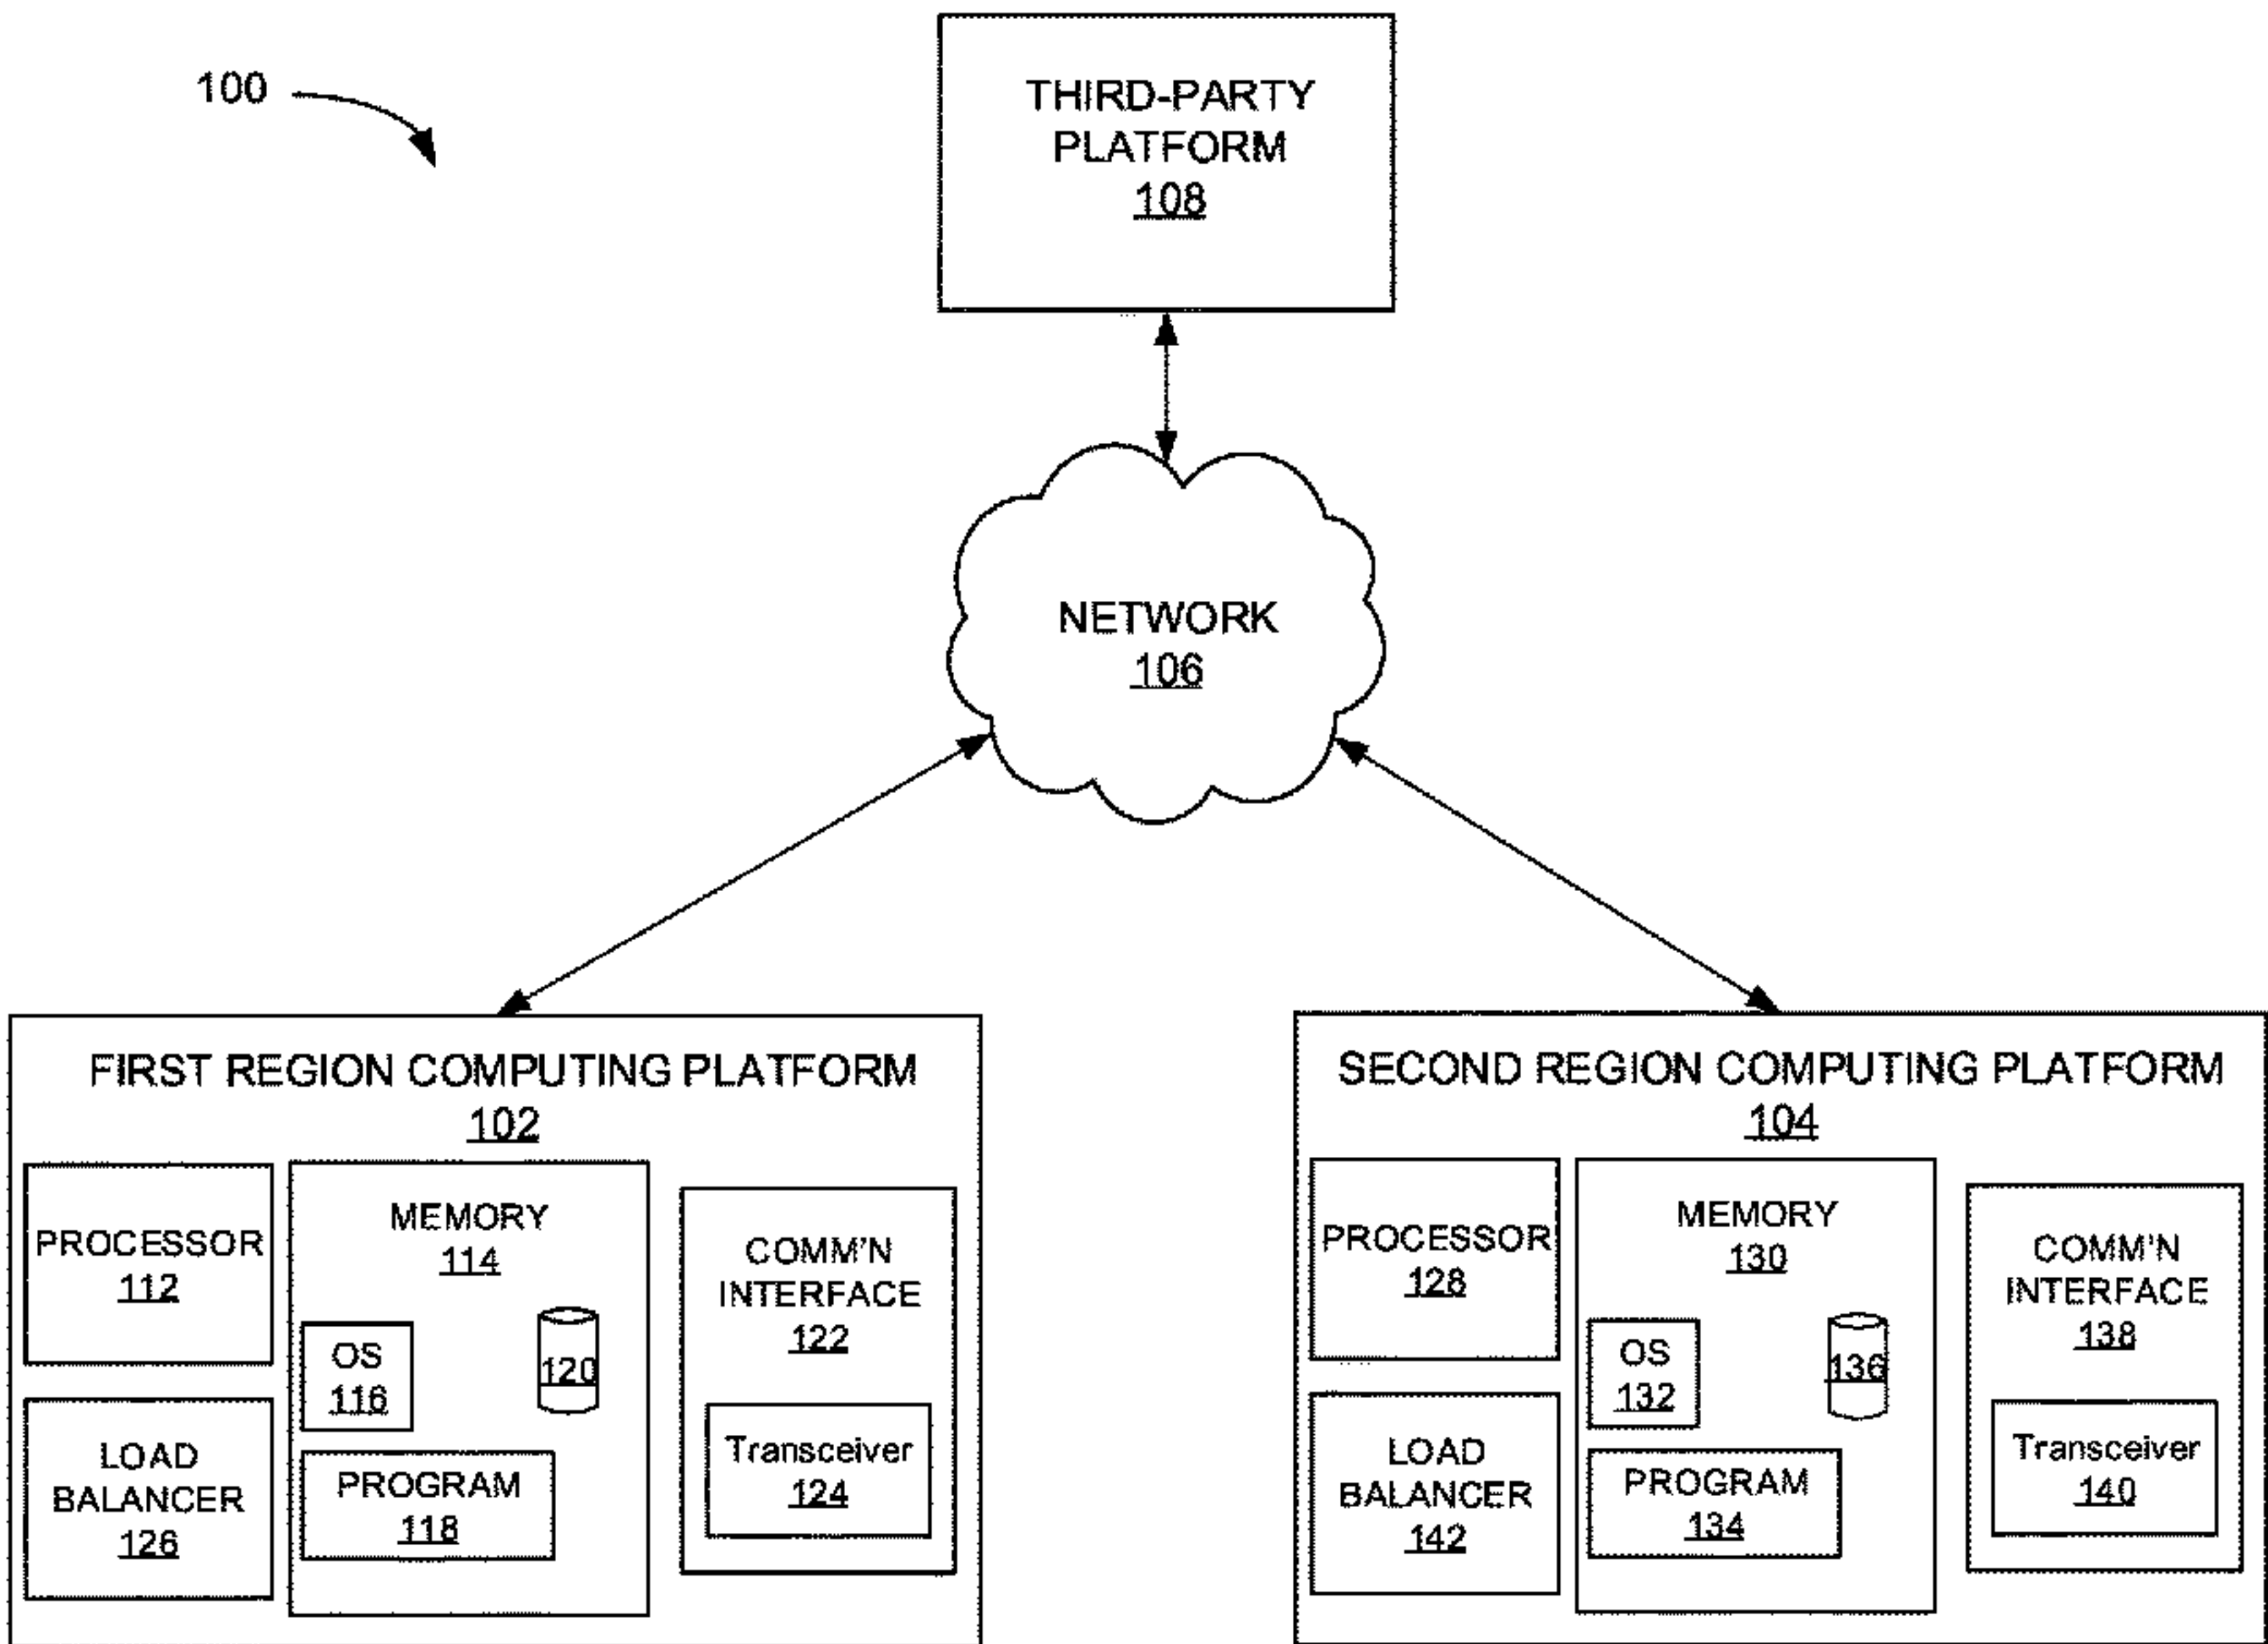 100
THIRD-PARTY
PLATFORM
108
NETWORK
106
FIRST REGION COMPUTING PLATFORM
102
PROCESSOR
112
LOAD
BALANCER
126
MEMORY
114
OS
116
120
PROGRAM
118
COMM'N
INTERFACE
122
Transceiver
124
SECOND REGION COMPUTING PLATFORM
104
PROCESSOR
128
LOAD
BALANCER
142
MEMORY
130
OS
132
136
PROGRAM
134
COMM'N
INTERFACE
138
Transceiver
140